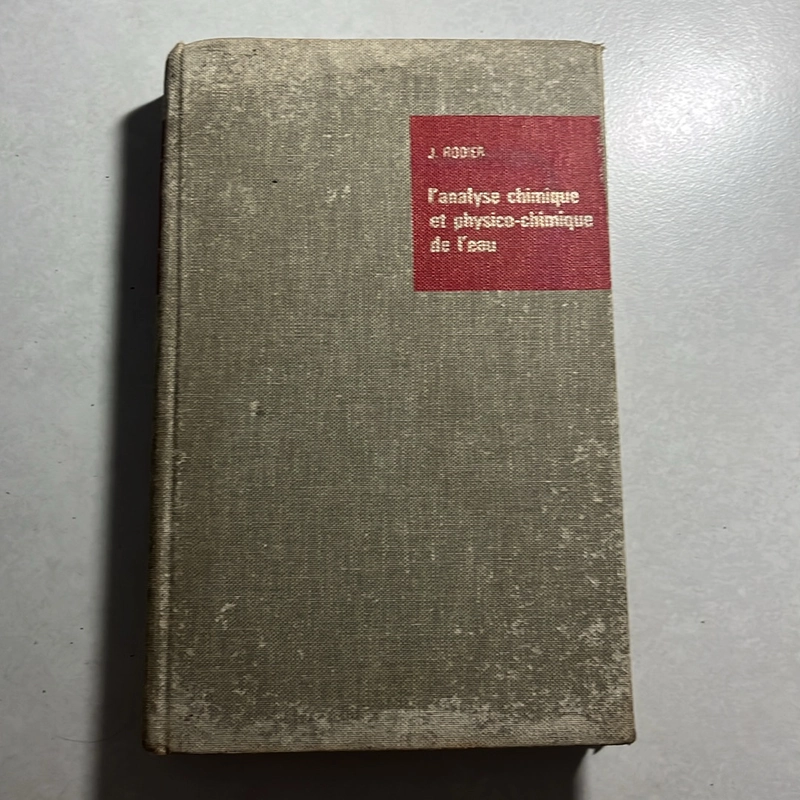 J. RODIER
l'analyse chimique
et physico-chimique
de l'eau